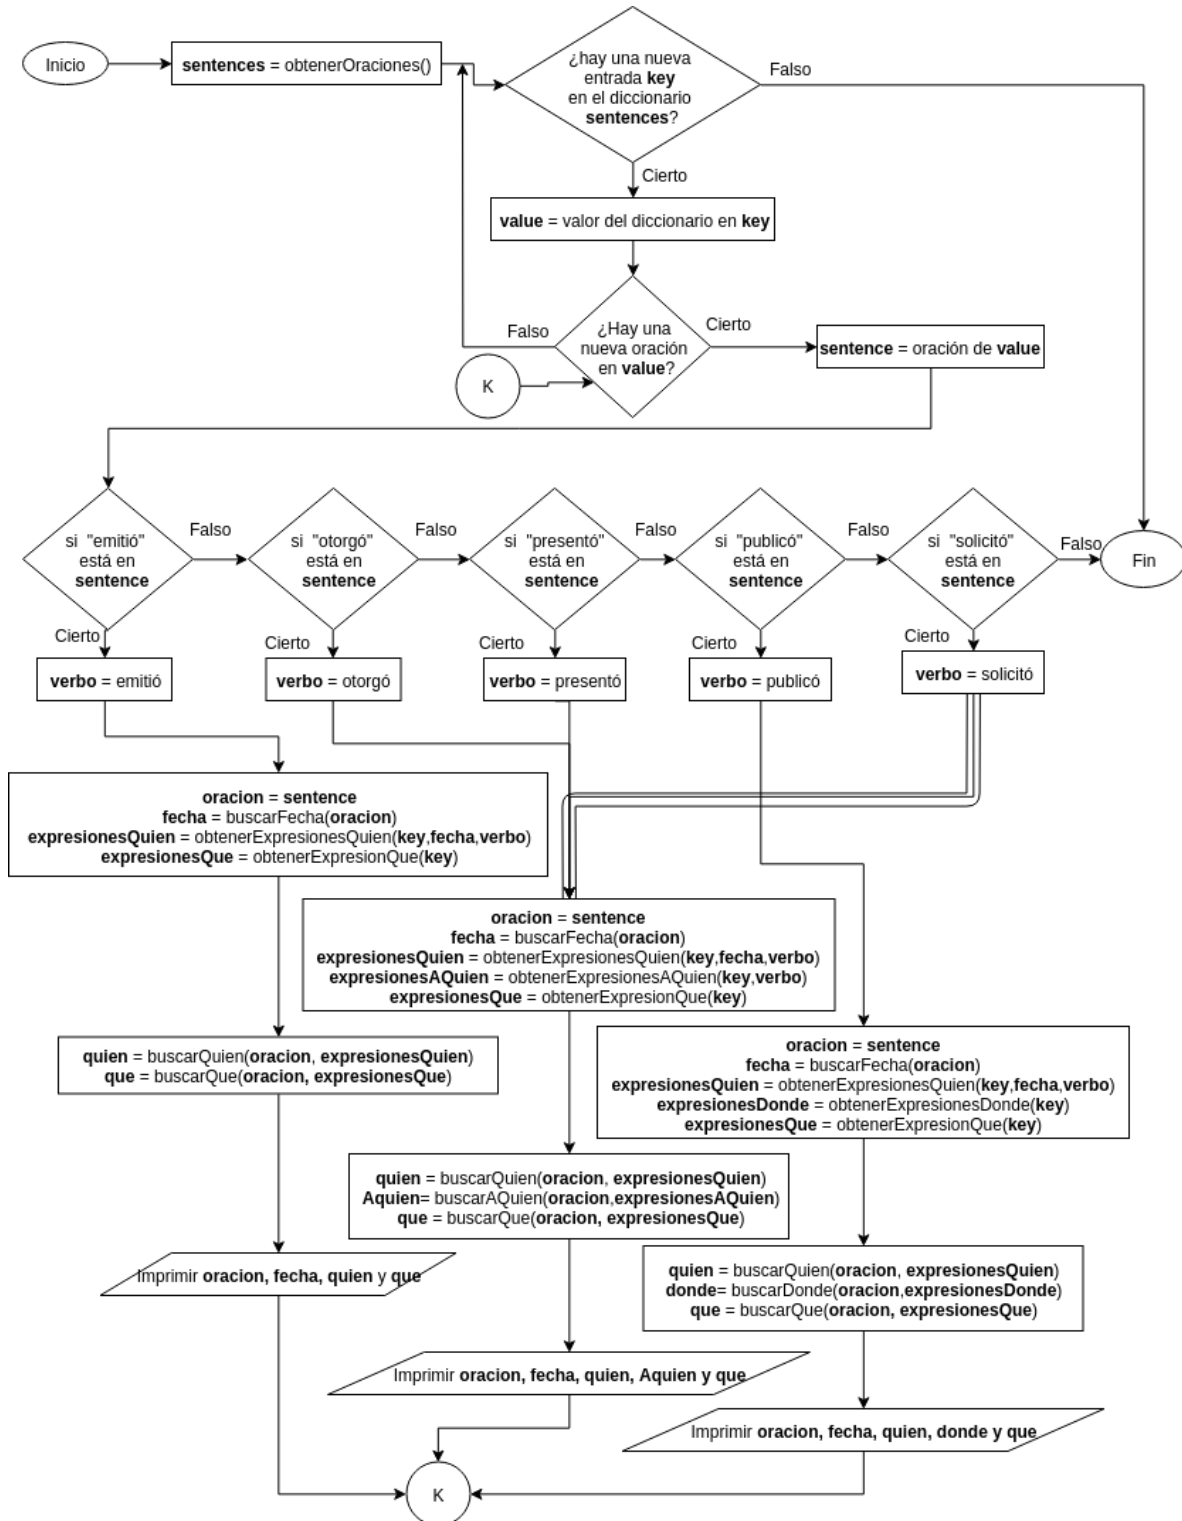 Inicio
sentences = obtenerOraciones()
¿hay una nueva
entrada key
en el diccionario
sentences?
Falso
Cierto
value = valor del diccionario en key
Falso
¿Hay una
nueva oración
en value?
Cierto
sentence = oración de value
K
si "emitió"
está en
sentence
Falso
si "otorgó"
está en
sentence
Falso
si "presentó"
está en
sentence
Falso
si "publicó"
está en
sentence
Falso
si "solicitó"
está en
sentence
Falso
Fin
Cierto
Cierto
Cierto
Cierto
Cierto
verbo = emitió
verbo = otorgó
verbo = presentó
verbo = publicó
verbo = solicitó
oracion = sentence
fecha = buscarFecha(oracion)
expresionesQuien = obtenerExpresionesQuien(key,fecha,verbo)
expresionesQue = obtenerExpresionQue(key)
oracion = sentence
fecha = buscarFecha(oracion)
expresionesQuien = obtenerExpresionesQuien(key,fecha,verbo)
expresionesAQuien = obtenerExpresionesAQuien(key,verbo)
expresionesQue = obtenerExpresionQue(key)
oracion = sentence
fecha = buscarFecha(oracion)
expresionesQuien = obtenerExpresionesQuien(key,fecha,verbo)
expresionesDonde = obtenerExpresionesDonde(key)
expresionesQue = obtenerExpresionQue(key)
quien = buscarQuien(oracion, expresionesQuien)
que = buscarQue(oracion, expresionesQue)
quien = buscarQuien(oracion, expresionesQuien)
Aquien= buscarAQuien(oracion,expresionesAQuien)
que = buscarQue(oracion, expresionesQue)
quien = buscarQuien(oracion, expresionesQuien)
donde= buscarDonde(oracion,expresionesDonde)
que = buscarQue(oracion, expresionesQue)
Imprimir oracion, fecha, quien y que
Imprimir oracion, fecha, quien, Aquien y que
Imprimir oracion, fecha, quien, donde y que
K